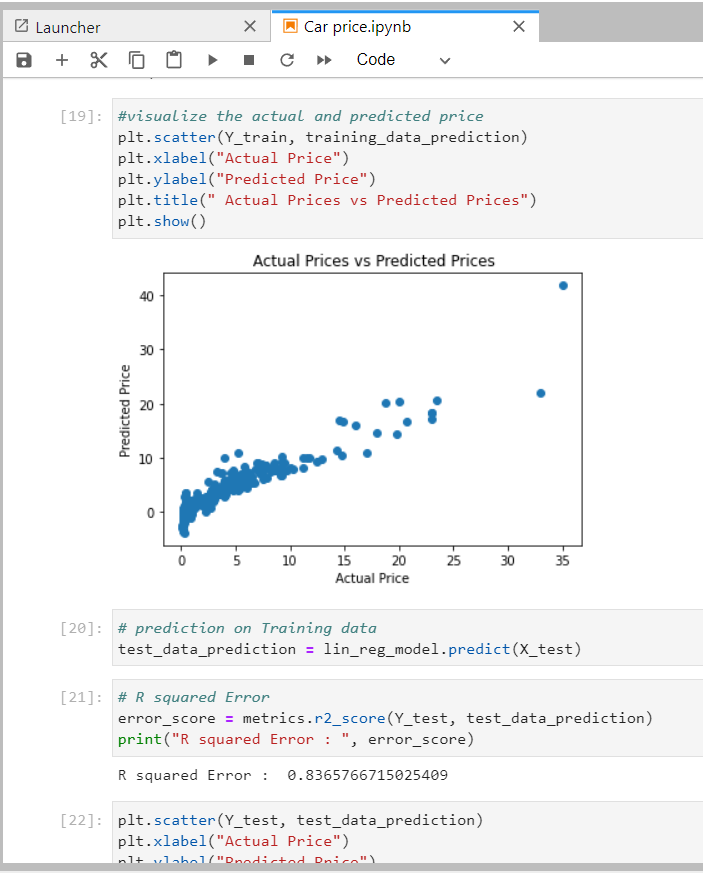 Launcher
Car price.ipynb
Code
[19]:
#visualize the actual and predicted price
plt.scatter(Y_train, training_data_prediction)
plt.xlabel("Actual Price")
plt.ylabel("Predicted Price")
plt.title(" Actual Prices vs Predicted Prices")
plt.show()
Actual Prices vs Predicted Prices
40
30
20
10
0
Predicted Price
0 5 10 15 20 25 30 35
Actual Price
[20]:
# prediction on Training data
test_data_prediction = lin_reg_model.predict(X_test)
[21]:
# R squared Error
error_score = metrics.r2_score(Y_test, test_data_prediction)
print("R squared Error : ", error_score)
R squared Error :  0.8365766715025409
[22]:
plt.scatter(Y_test, test_data_prediction)
plt.xlabel("Actual Price")
plt.ylabel("Predicted Price")